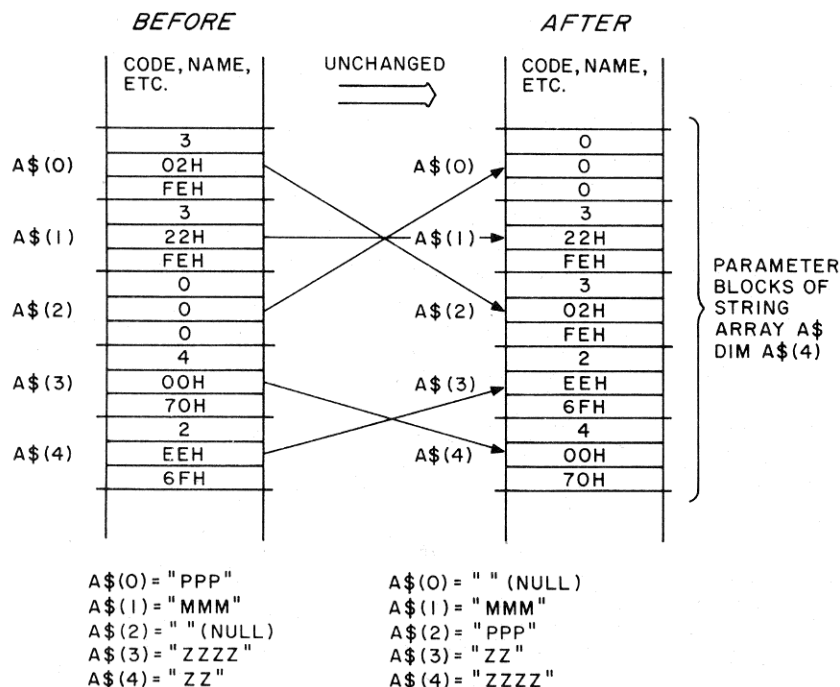 BEFORE
AFTER
CODE, NAME,
ETC.
UNCHANGED
CODE, NAME,
ETC.
A$(0)
3
02H
FEH
A$(1)
3
22H
FEH
A$(2)
0
0
0
A$(3)
4
00H
70H
A$(4)
2
EEH
6FH
A$(0)
0
0
0
A$(1)
3
22H
FEH
A$(2)
3
02H
FEH
A$(3)
2
EEH
6FH
A$(4)
4
00H
70H
PARAMETER
BLOCKS OF
STRING
ARRAY A$
DIM A$(4)
A$(0)= "PPP"
A$(1)= "MMM"
A$(2)= " " (NULL)
A$(3)= "ZZZZ"
A$(4)= "ZZ"
A$(0)= " " (NULL)
A$(1)= "MMM"
A$(2)= "PPP"
A$(3)= "ZZ"
A$(4)= "ZZZZ"